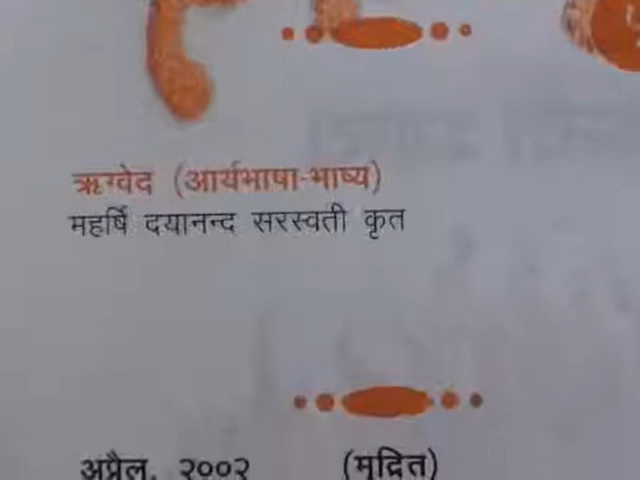 ऋग्वेद (आर्यभाषा-भाष्य)
महर्षि दयानन्द सरस्वती कृत
अप्रैल, २००२ (मुद्रित)